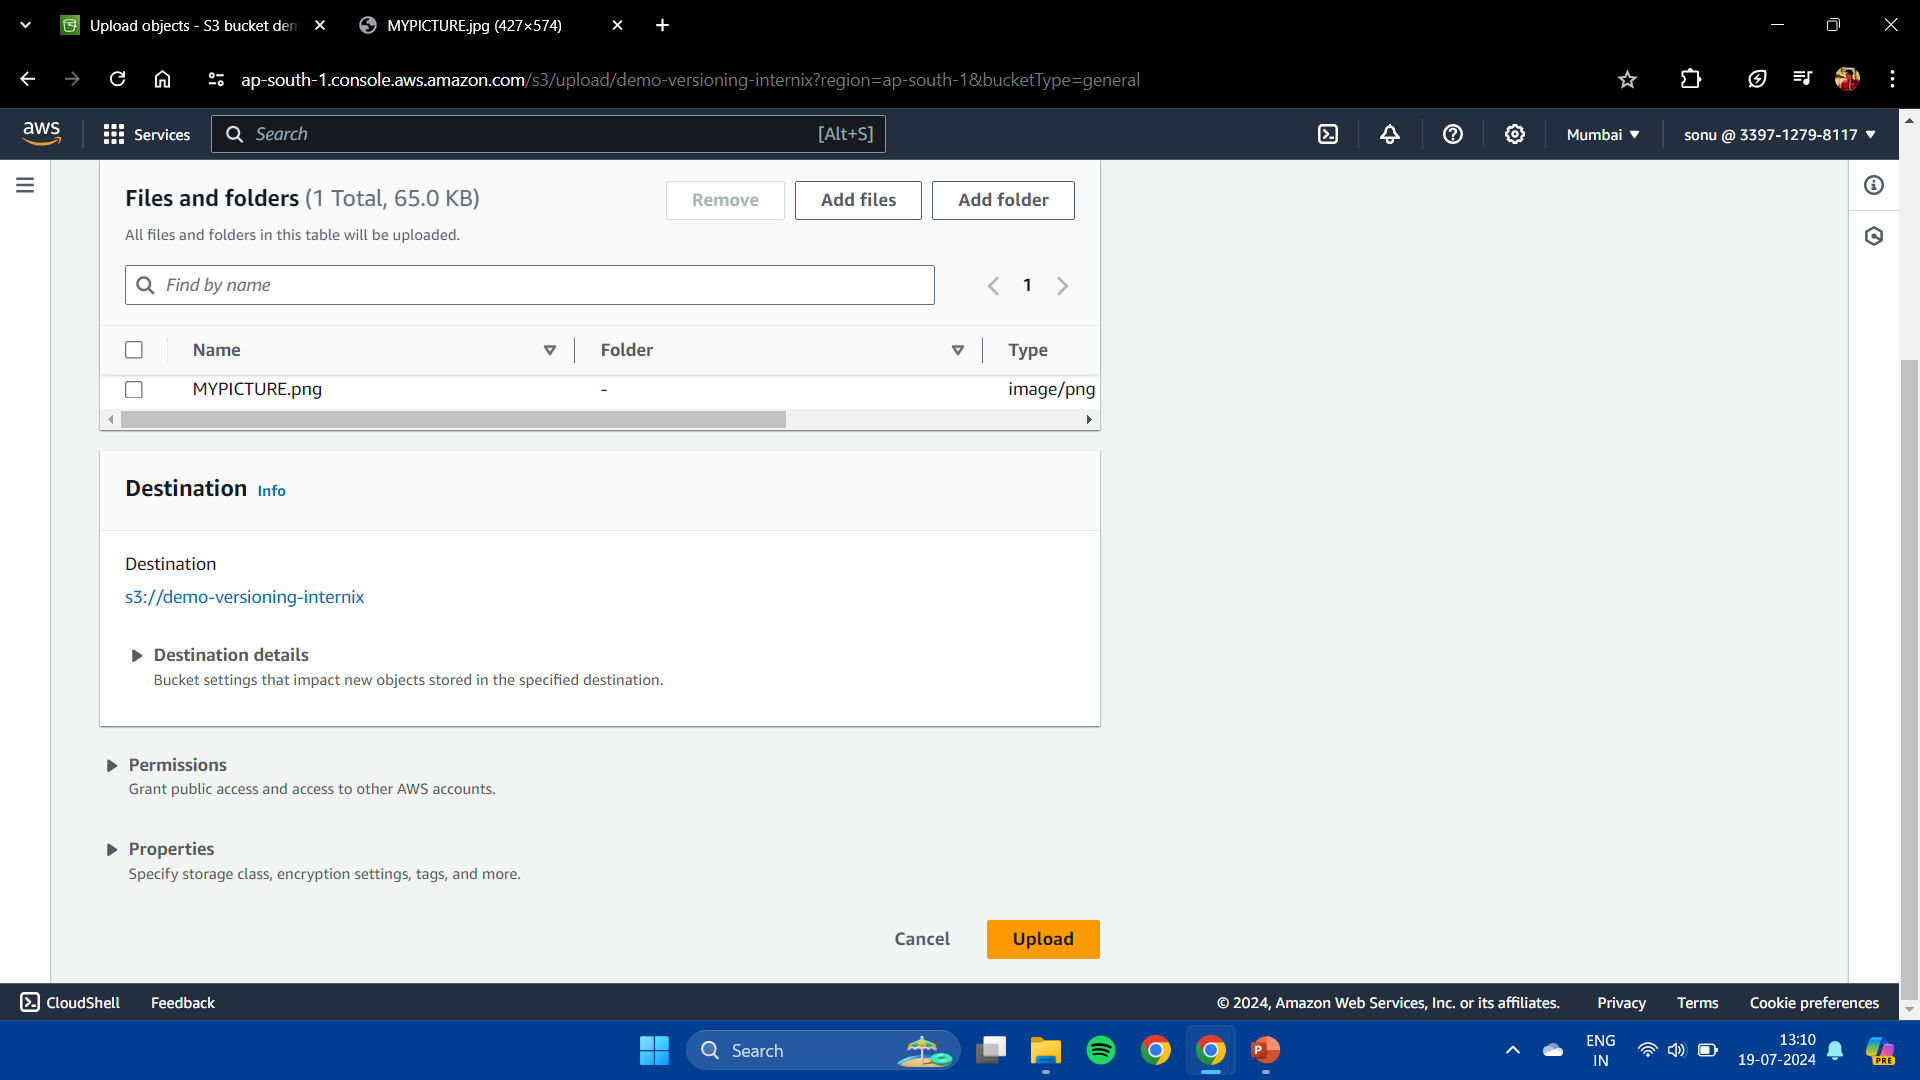 Upload objects - S3 bucket dem
MYPICTURE.jpg (427×574)
ap-south-1.console.aws.amazon.com/s3/upload/demo-versioning-internix?region=ap-south-1&bucketType=general
aws
Services
Search
[Alt+S]
Mumbai
sonu @ 3397-1279-8117
Files and folders (1 Total, 65.0 KB)
Remove
Add files
Add folder
All files and folders in this table will be uploaded.
Find by name
1
Name
Folder
Type
MYPICTURE.png
-
image/png
Destination Info
Destination
s3://demo-versioning-internix
Destination details
Bucket settings that impact new objects stored in the specified destination.
Permissions
Grant public access and access to other AWS accounts.
Properties
Specify storage class, encryption settings, tags, and more.
Cancel
Upload
CloudShell
Feedback
© 2024, Amazon Web Services, Inc. or its affiliates.
Privacy
Terms
Cookie preferences
Search
P
ENG
IN
13:10
19-07-2024
PRE